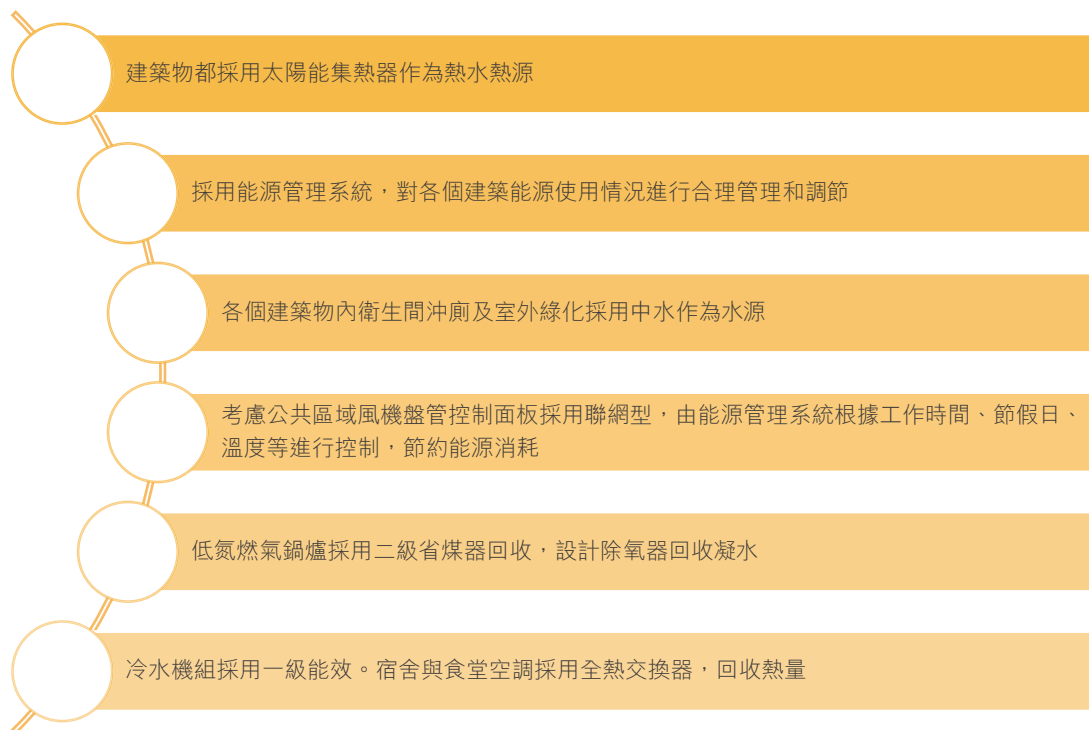 建築物都採用太陽能集熱器作為熱水熱源
採用能源管理系統，對各個建築能源使用情況進行合理管理和調節
各個建築物內衛生間沖廁及室外綠化採用中水作為水源
考慮公共區域風機盤管控制面板採用聯網型，由能源管理系統根據工作時間、節假日、
溫度等進行控制，節約能源消耗
低氮燃氣鍋爐採用二級省煤器回收，設計除氧器回收凝水
冷水機組採用一級能效。宿舍與食堂空調採用全熱交換器，回收熱量